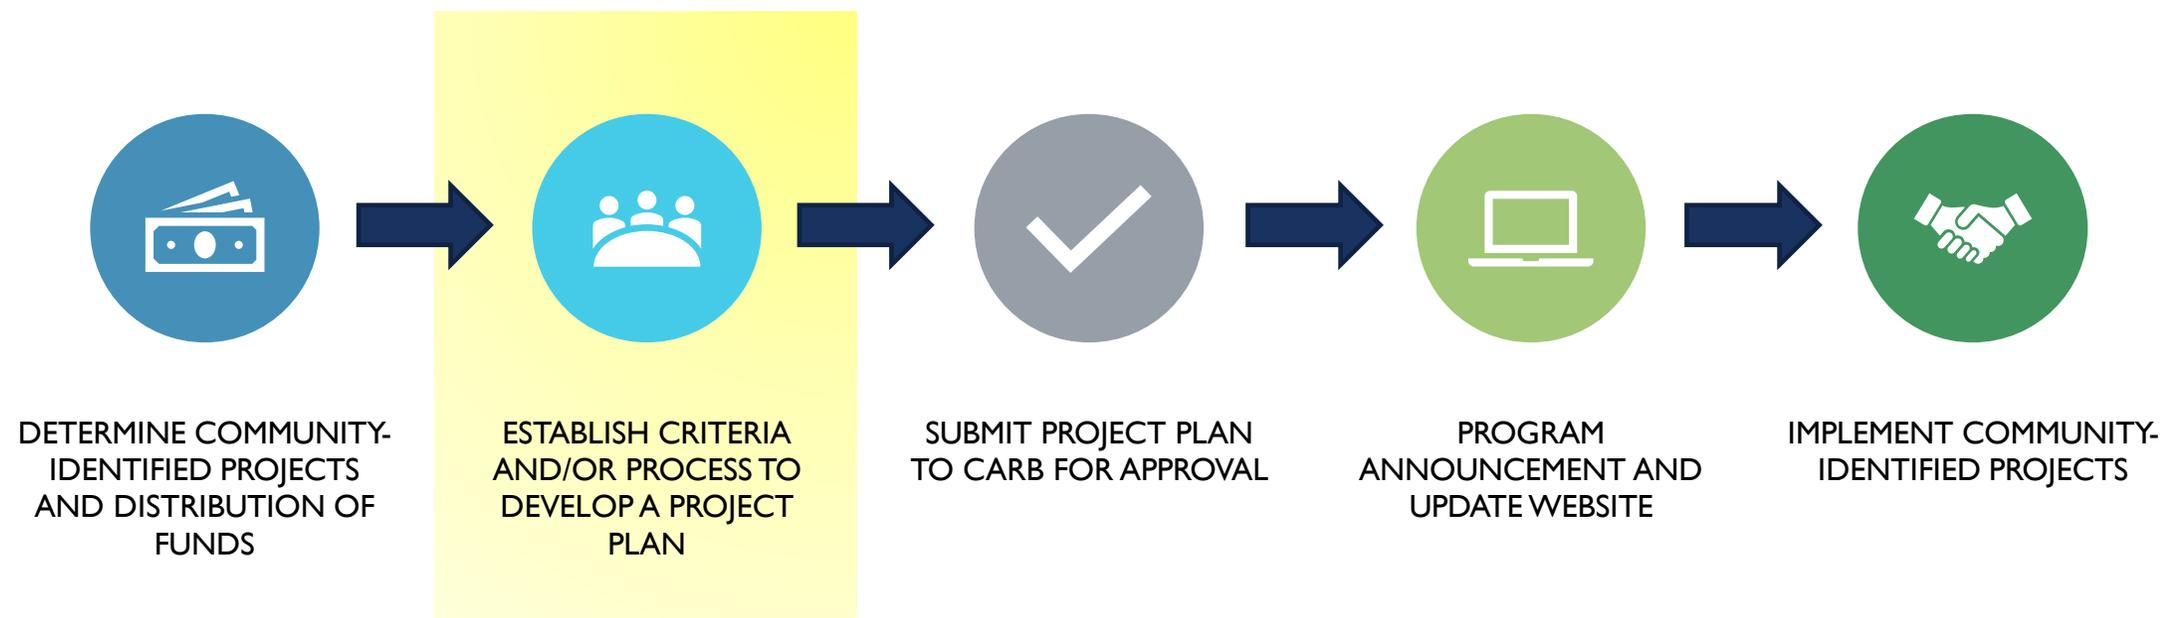 DETERMINE COMMUNITY-
IDENTIFIED PROJECTS
AND DISTRIBUTION OF
FUNDS
ESTABLISH CRITERIA
AND/OR PROCESS TO
DEVELOP A PROJECT
PLAN
SUBMIT PROJECT PLAN
TO CARB FOR APPROVAL
PROGRAM
ANNOUNCEMENT AND
UPDATE WEBSITE
IMPLEMENT COMMUNITY-
IDENTIFIED PROJECTS